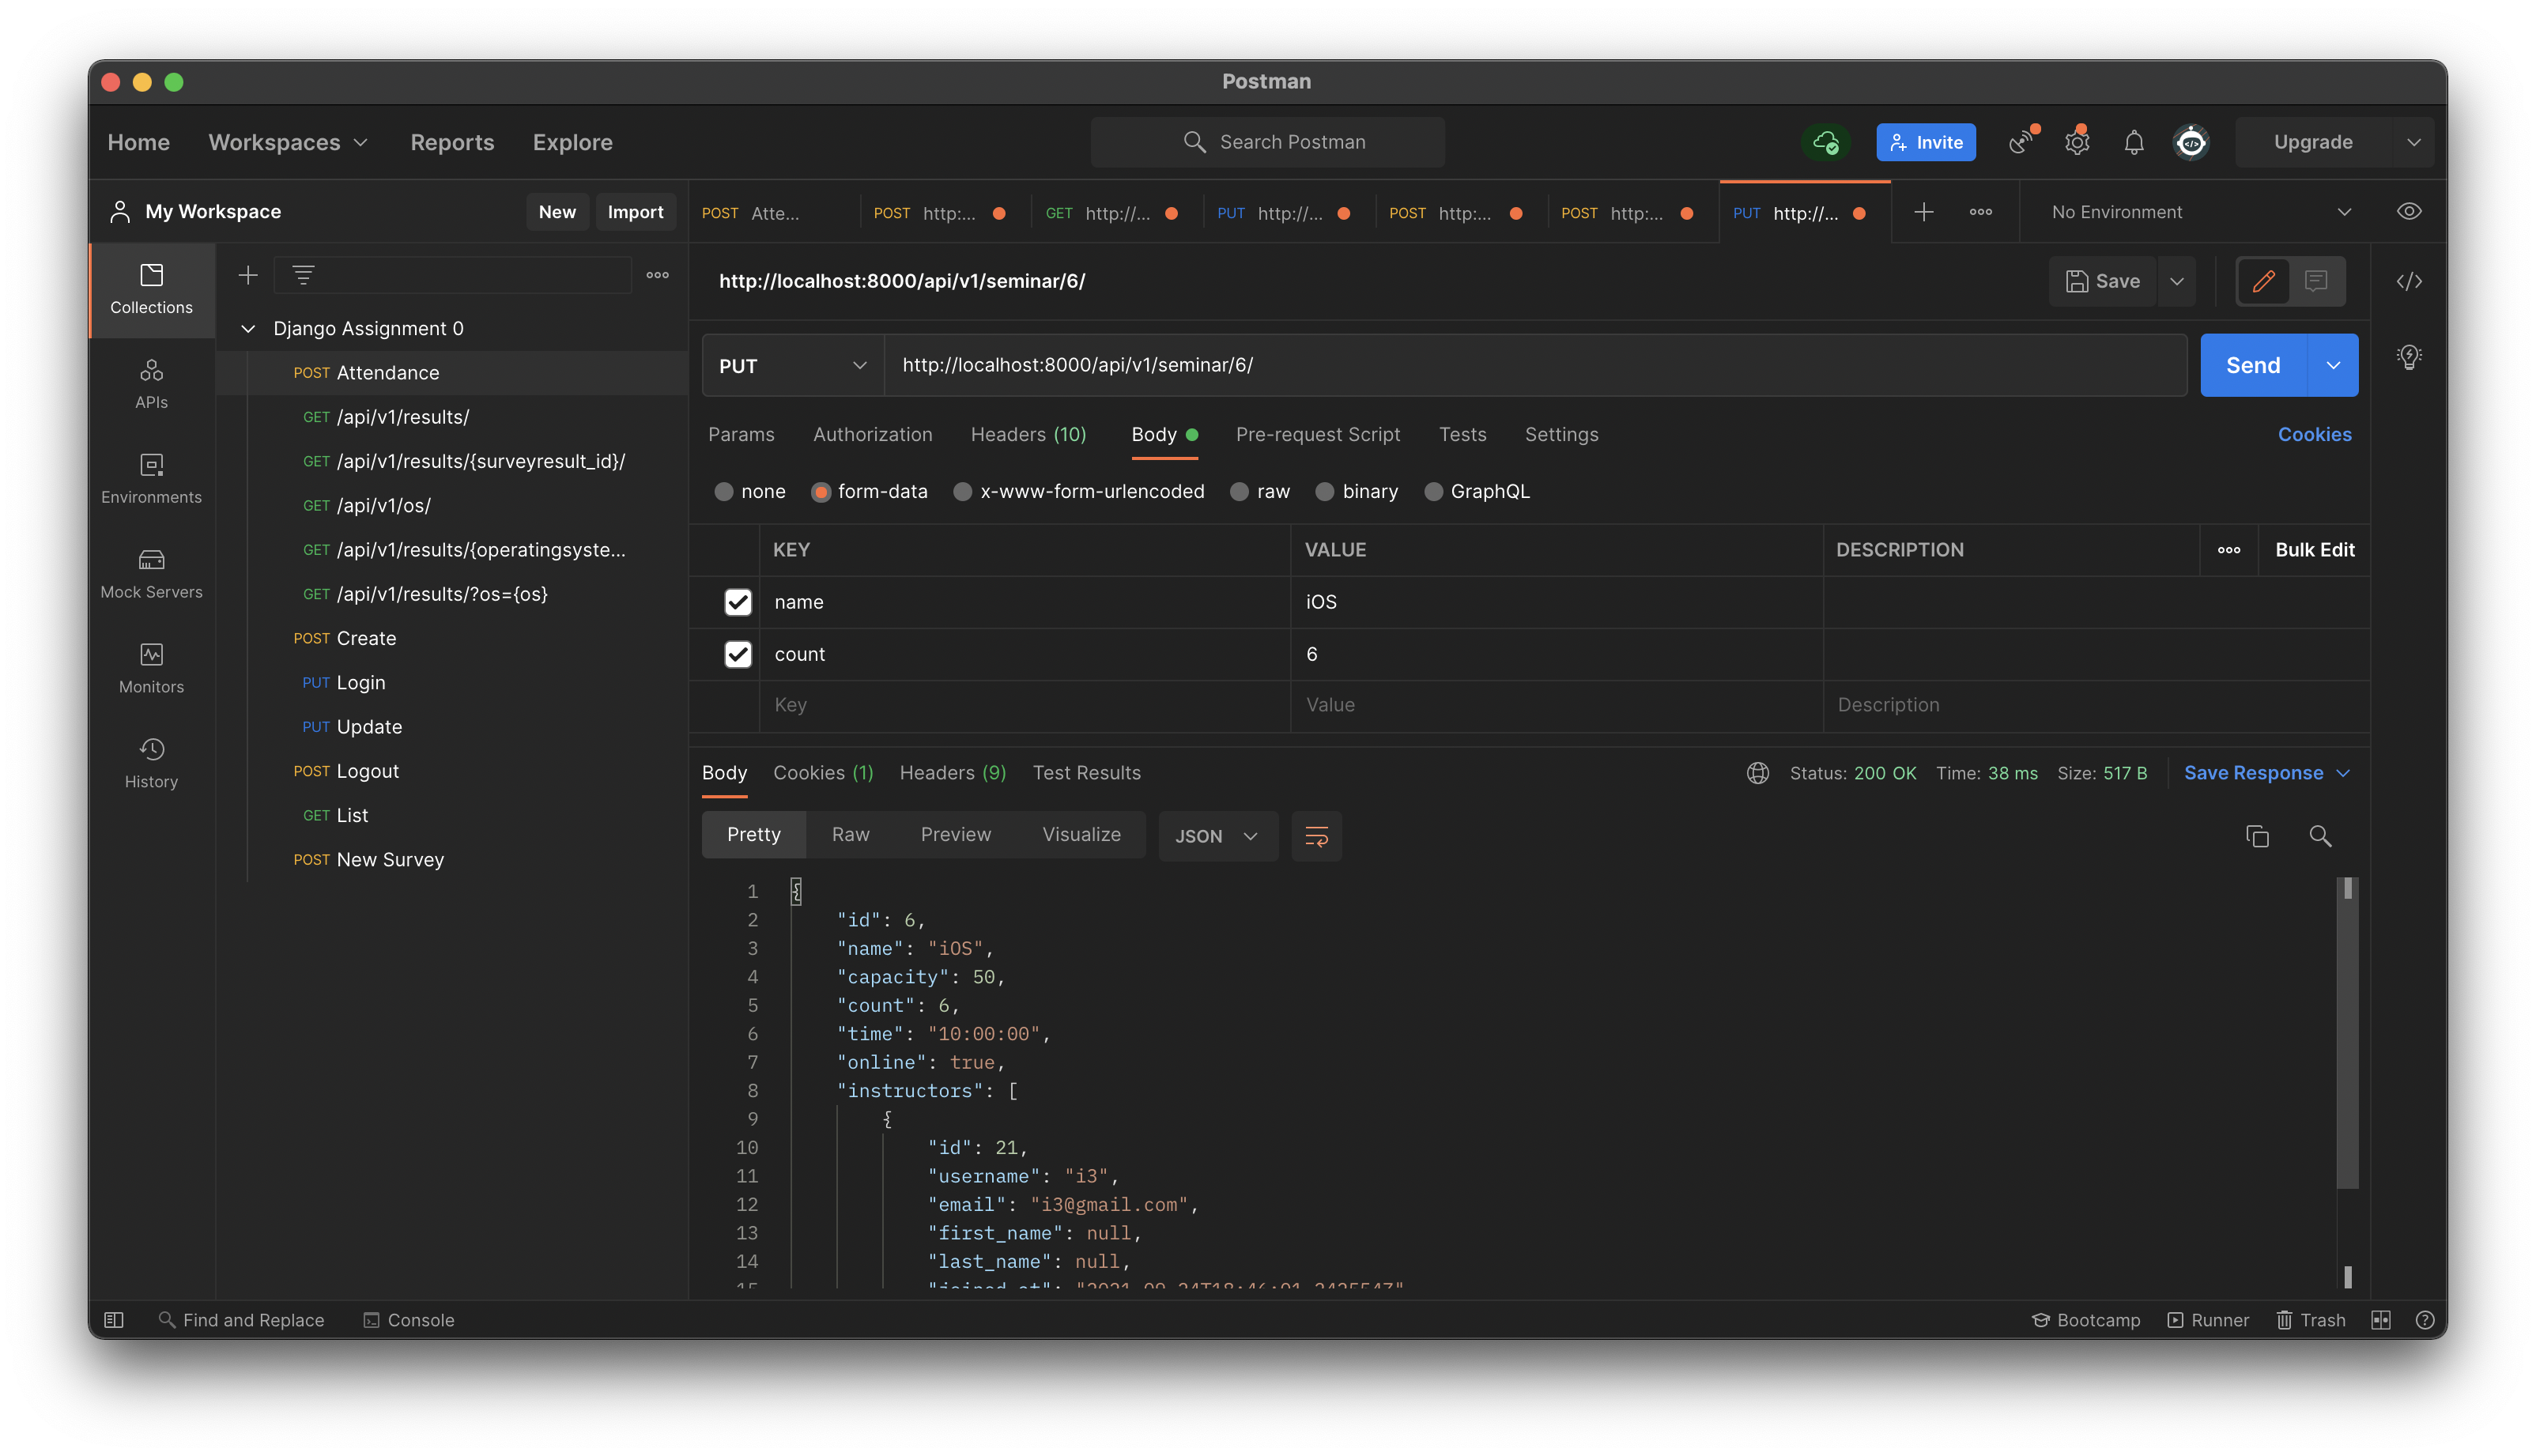 Postman
Home Workspaces Reports Explore Search Postman Invite Upgrade
My Workspace New Import
POST Atte... POST http:... GET http://... PUT http://... POST http:... POST http:... PUT http://... No Environment
Collections
APIs
Environments
Mock Servers
Monitors
History
Django Assignment 0
POST Attendance
GET /api/v1/results/
GET /api/v1/results/{surveyresult_id}/
GET /api/v1/os/
GET /api/v1/results/{operatingsyste...
GET /api/v1/results/?os={os}
POST Create
PUT Login
PUT Update
POST Logout
GET List
POST New Survey
http://localhost:8000/api/v1/seminar/6/ Save
PUT http://localhost:8000/api/v1/seminar/6/ Send
Params Authorization Headers (10) Body Pre-request Script Tests Settings Cookies
none form-data x-www-form-urlencoded raw binary GraphQL
KEY VALUE DESCRIPTION Bulk Edit
name iOS
count 6
Key Value Description
Body Cookies (1) Headers (9) Test Results Status: 200 OK Time: 38 ms Size: 517 B Save Response
Pretty Raw Preview Visualize JSON
1 {
2 "id": 6,
3 "name": "iOS",
4 "capacity": 50,
5 "count": 6,
6 "time": "10:00:00",
7 "online": true,
8 "instructors": [
9 {
10 "id": 21,
11 "username": "i3",
12 "email": "i3@gmail.com",
13 "first_name": null,
14 "last_name": null,
15 "joined_at":
Find and Replace Console Bootcamp Runner Trash